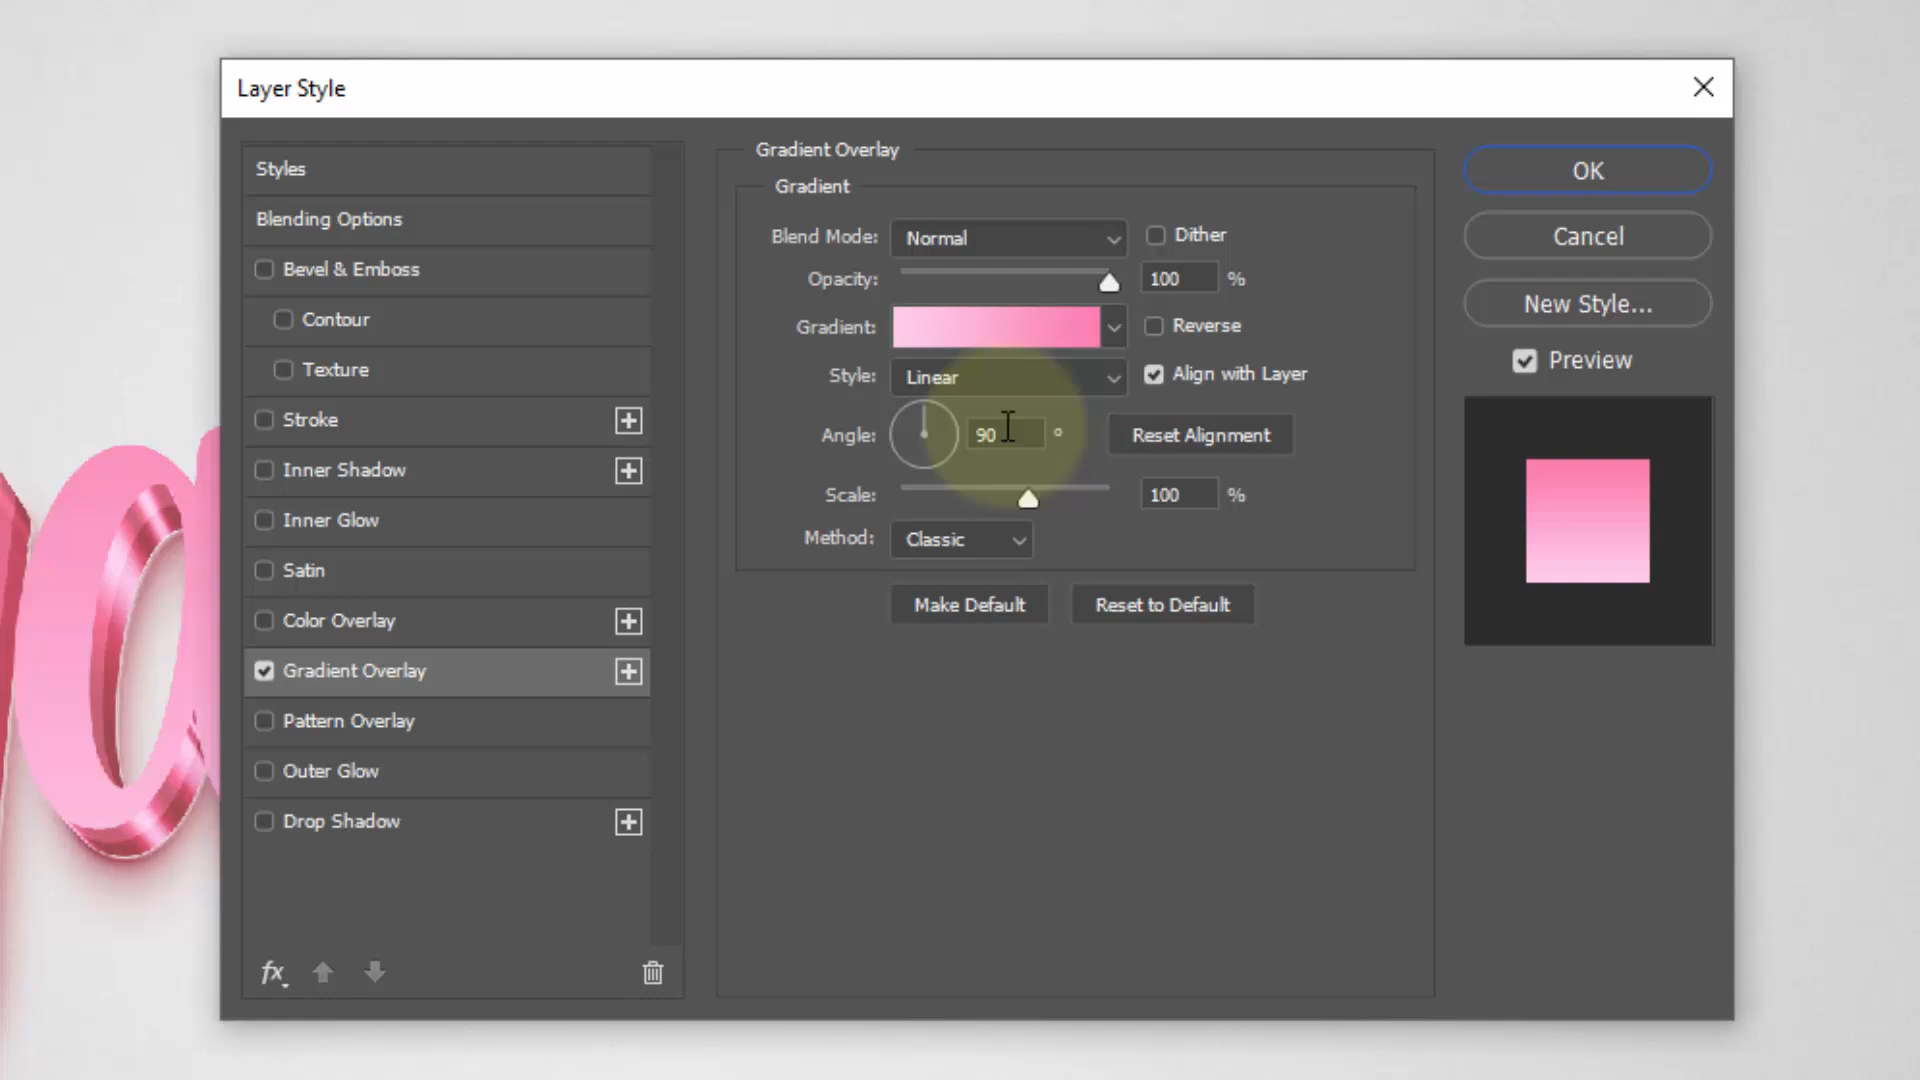 Layer Style
Styles
Blending Options
Bevel & Emboss
Contour
Texture
Stroke
Inner Shadow
Inner Glow
Satin
Color Overlay
Gradient Overlay
Pattern Overlay
Outer Glow
Drop Shadow
fx
Gradient Overlay
Gradient
Blend Mode: Normal Dither
Opacity: 100 %
Gradient: Reverse
Style: Linear Align with Layer
Angle: 90 ° Reset Alignment
Scale: 100 %
Method: Classic
Make Default Reset to Default
OK
Cancel
New Style...
Preview